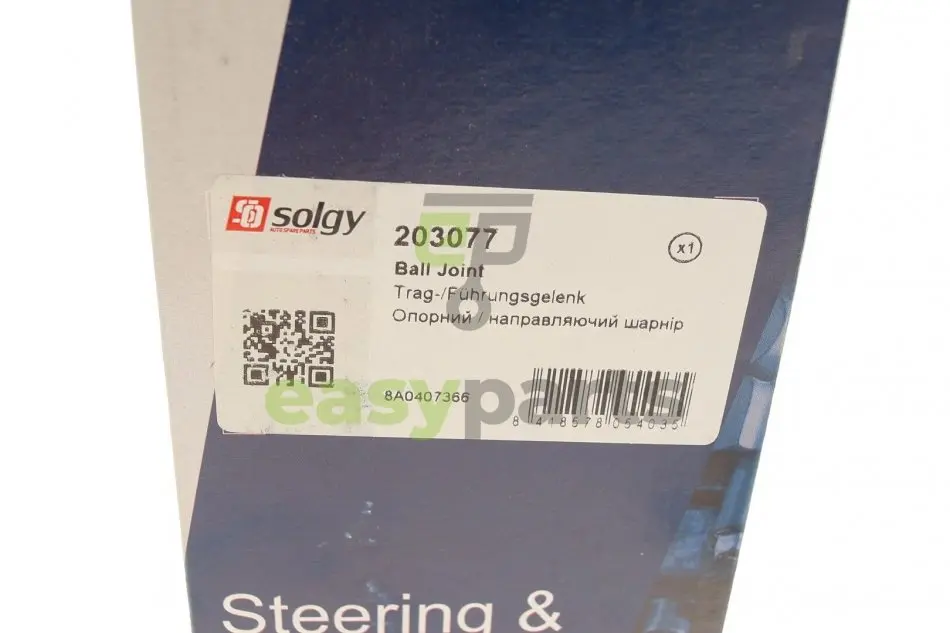 solgy
AUTO SPARE PARTS
203077
x1
Ball Joint
Trag-/Führungsgelenk
Опорний / направляючий шарнір
8A0407366
8 418578 054035
easyparts
Steering &